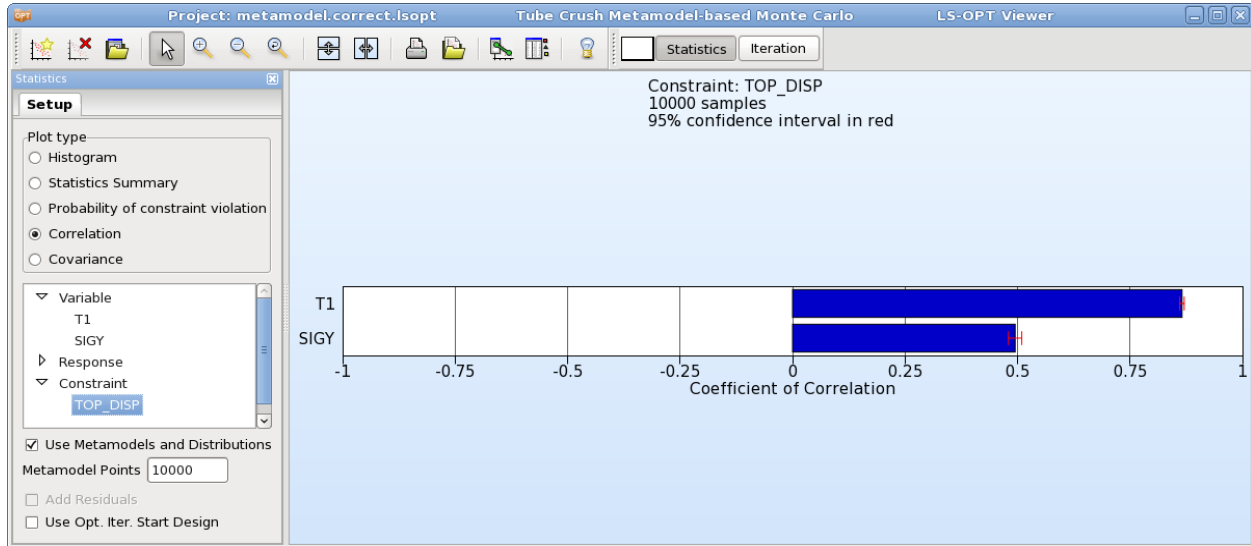 OPT Project: metamodel.correct.lsopt Tube Crush Metamodel-based Monte Carlo LS-OPT Viewer
Statistics Iteration
Statistics
Setup
Plot type
Histogram
Statistics Summary
Probability of constraint violation
Correlation
Covariance
Variable
T1
SIGY
Response
Constraint
TOP_DISP
Use Metamodels and Distributions
Metamodel Points 10000
Add Residuals
Use Opt. Iter. Start Design
Constraint: TOP_DISP
10000 samples
95% confidence interval in red
T1
SIGY
-1 -0.75 -0.5 -0.25 0 0.25 0.5 0.75 1
Coefficient of Correlation